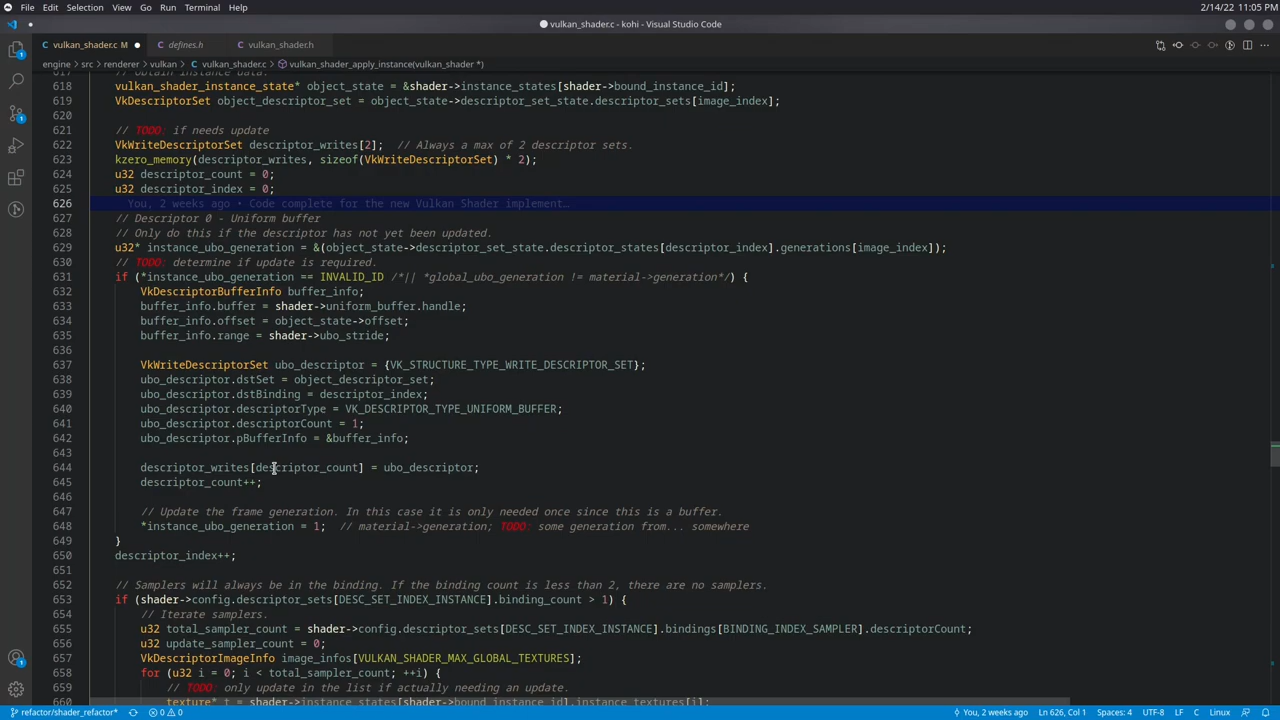 File Edit Selection View Go Run Terminal Help
2/14/22 11:05 PM
vulkan_shader.c - kohi - Visual Studio Code
C vulkan_shader.c M
C defines.h
C vulkan_shader.h
engine > src > renderer > vulkan > C vulkan_shader.c > vulkan_shader_apply_instance(vulkan_shader *)
617 // Obtain instance data.
618 vulkan_shader_instance_state* object_state = &shader->instance_states[shader->bound_instance_id];
619 VkDescriptorSet object_descriptor_set = object_state->descriptor_set_state.descriptor_sets[image_index];
620
621 // TODO: if needs update
622 VkWriteDescriptorSet descriptor_writes[2];  // Always a max of 2 descriptor sets.
623 kzero_memory(descriptor_writes, sizeof(VkWriteDescriptorSet) * 2);
624 u32 descriptor_count = 0;
625 u32 descriptor_index = 0;
626 You, 2 weeks ago • Code complete for the new Vulkan Shader implement…
627 // Descriptor 0 - Uniform buffer
628 // Only do this if the descriptor has not yet been updated.
629 u32* instance_ubo_generation = &(object_state->descriptor_set_state.descriptor_states[descriptor_index].generations[image_index]);
630 // TODO: determine if update is required.
631 if (*instance_ubo_generation == INVALID_ID /*|| *global_ubo_generation != material->generation*/) {
632 VkDescriptorBufferInfo buffer_info;
633 buffer_info.buffer = shader->uniform_buffer.handle;
634 buffer_info.offset = object_state->offset;
635 buffer_info.range = shader->ubo_stride;
636
637 VkWriteDescriptorSet ubo_descriptor = {VK_STRUCTURE_TYPE_WRITE_DESCRIPTOR_SET};
638 ubo_descriptor.dstSet = object_descriptor_set;
639 ubo_descriptor.dstBinding = descriptor_index;
640 ubo_descriptor.descriptorType = VK_DESCRIPTOR_TYPE_UNIFORM_BUFFER;
641 ubo_descriptor.descriptorCount = 1;
642 ubo_descriptor.pBufferInfo = &buffer_info;
643
644 descriptor_writes[descriptor_count] = ubo_descriptor;
645 descriptor_count++;
646
647 // Update the frame generation. In this case it is only needed once since this is a buffer.
648 *instance_ubo_generation = 1;  // material->generation; TODO: some generation from... somewhere
649 }
650 descriptor_index++;
651
652 // Samplers will always be in the binding. If the binding count is less than 2, there are no samplers.
653 if (shader->config.descriptor_sets[DESC_SET_INDEX_INSTANCE].binding_count > 1) {
654 // Iterate samplers.
655 u32 total_sampler_count = shader->config.descriptor_sets[DESC_SET_INDEX_INSTANCE].bindings[BINDING_INDEX_SAMPLER].descriptorCount;
656 u32 update_sampler_count = 0;
657 VkDescriptorImageInfo image_infos[VULKAN_SHADER_MAX_GLOBAL_TEXTURES];
658 for (u32 i = 0; i < total_sampler_count; ++i) {
659 // TODO: only update in the list if actually needing an update.
660 texture* t = shader->instance_states[shader->bound_instance_id].instance_textures[i];
refactor/shader_refactor* 0 0
You, 2 weeks ago Ln 626, Col 1 Spaces: 4 UTF-8 LF C Linux